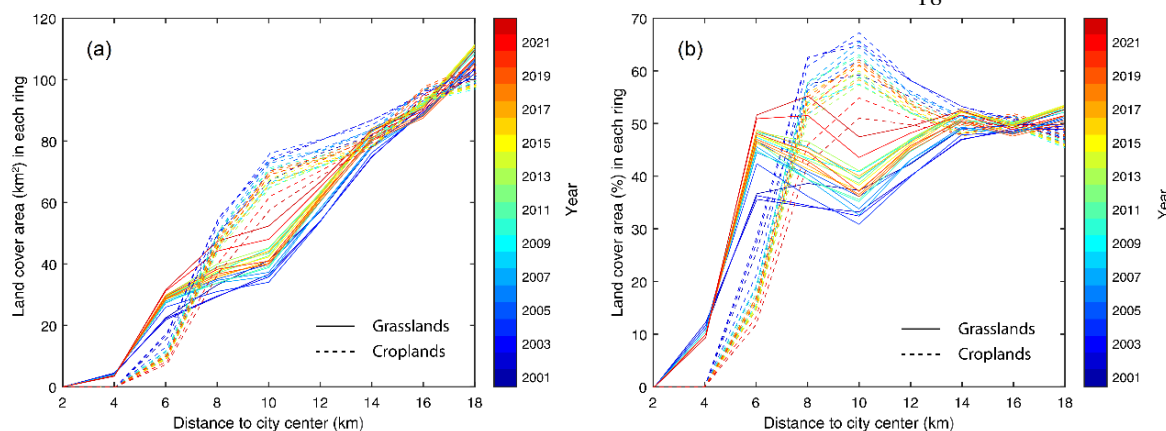 18
(a)
120
100
80
60
40
20
0
Land cover area (km²) in each ring
2 4 6 8 10 12 14 16 18
Distance to city center (km)
Grasslands
Croplands
2021
2019
2017
2015
2013
2011
2009
2007
2005
2003
2001
Year
(b)
70
60
50
40
30
20
10
0
Land cover area (%) in each ring
2 4 6 8 10 12 14 16 18
Distance to city center (km)
Grasslands
Croplands
2021
2019
2017
2015
2013
2011
2009
2007
2005
2003
2001
Year